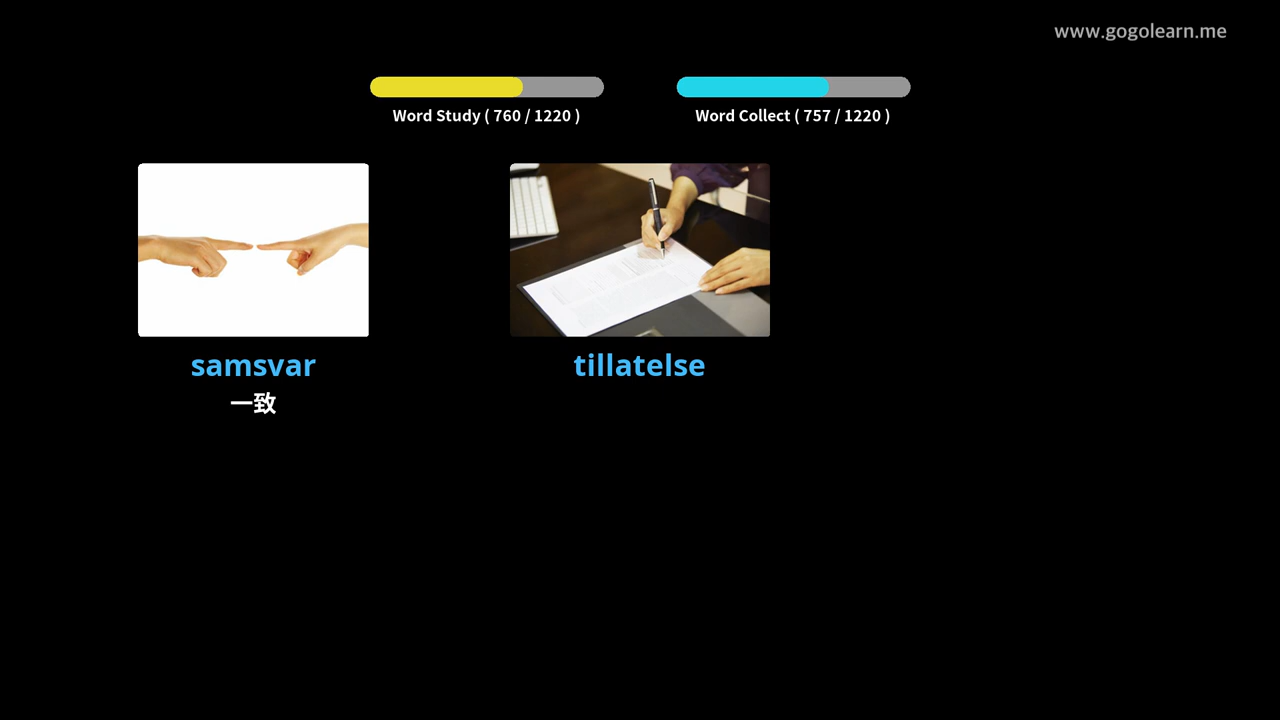 www.gogolearn.me
Word Study ( 760 / 1220 )
Word Collect ( 757 / 1220 )
samsvar
tillatelse
一致